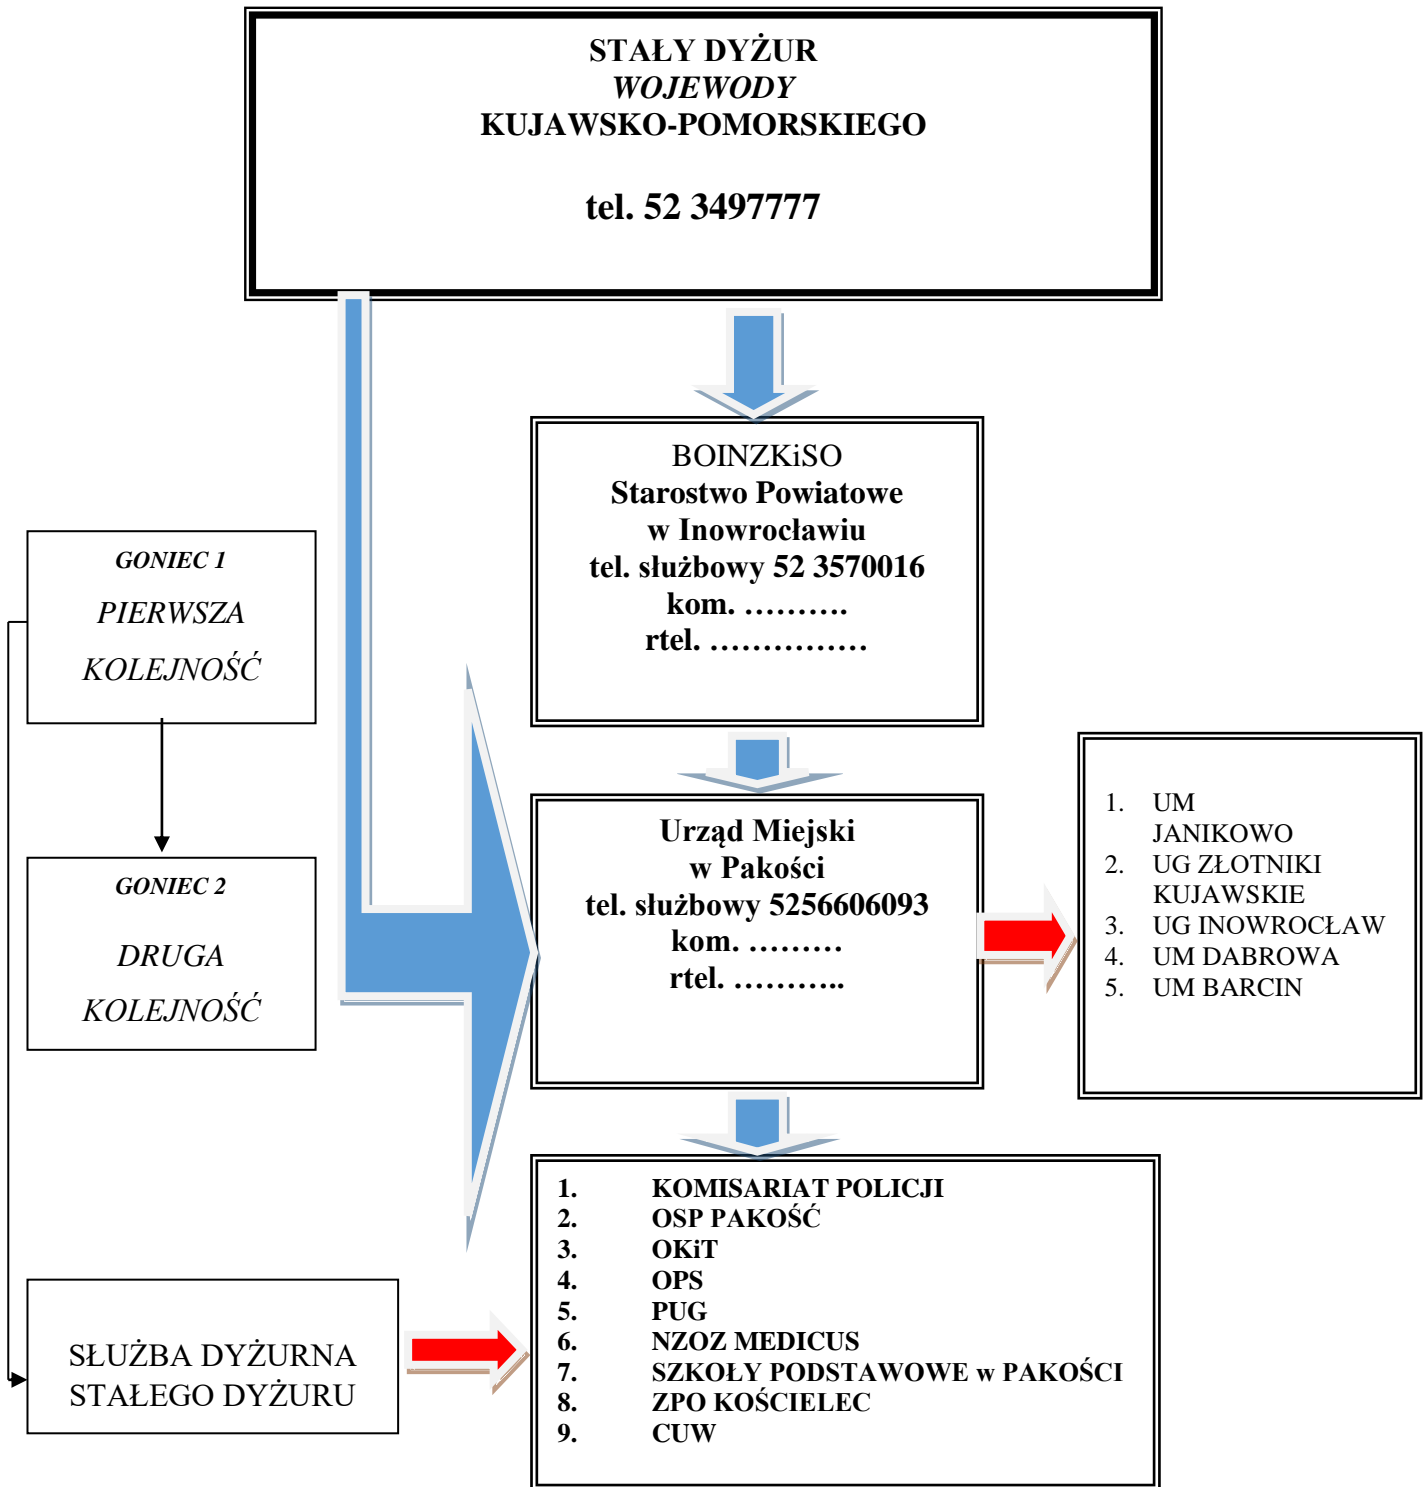 STAŁY DYŻUR
WOJEWODY
KUJAWSKO-POMORSKIEGO
tel. 52 3497777
BOINZKiSO
Starostwo Powiatowe
w Inowrocławiu
tel. służbowy 52 3570016
kom. ……….
rtel. ……………
GONIEC 1
PIERWSZA
KOLEJNOŚĆ
GONIEC 2
DRUGA
KOLEJNOŚĆ
Urząd Miejski
w Pakości
tel. służbowy 5256606093
kom. ………
rtel. ………..
1. UM
JANIKOWO
2. UG ZŁOTNIKI
KUJAWSKIE
3. UG INOWROCŁAW
4. UM DABROWA
5. UM BARCIN
SŁUŻBA DYŻURNA
STAŁEGO DYŻURU
1. KOMISARIAT POLICJI
2. OSP PAKOŚĆ
3. OKiT
4. OPS
5. PUG
6. NZOZ MEDICUS
7. SZKOŁY PODSTAWOWE w PAKOŚCI
8. ZPO KOŚCIELEC
9. CUW